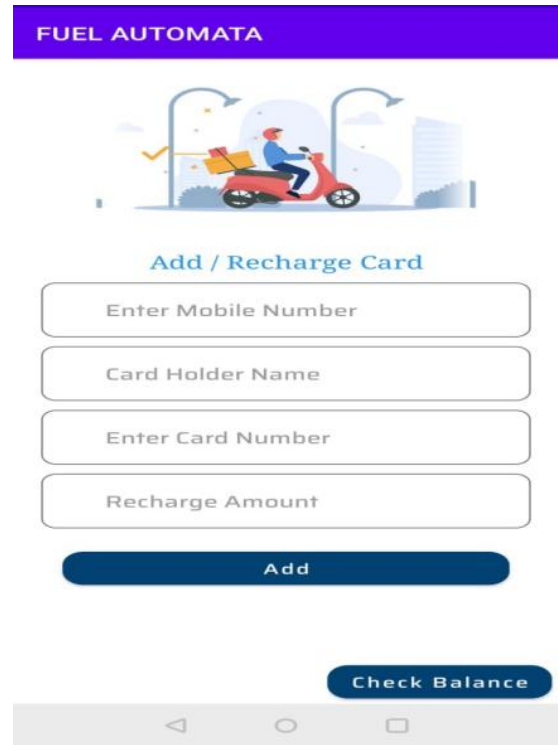 FUEL AUTOMATA
Add / Recharge Card
Enter Mobile Number
Card Holder Name
Enter Card Number
Recharge Amount
Add
Check Balance